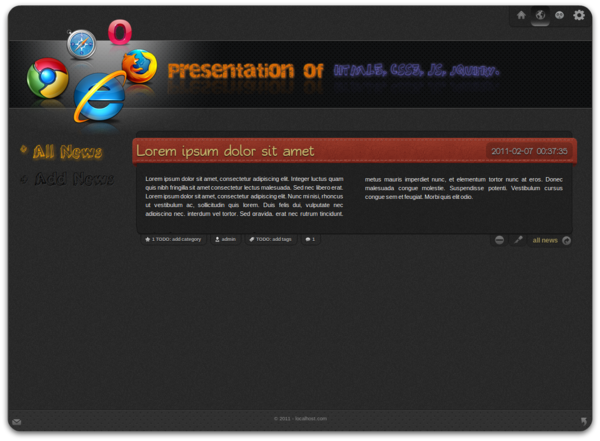 Presentation Of HTML5, CSS3, JS, jQuery.
All News
Add News
Lorem ipsum dolor sit amet
2011-02-07 00:37:35
Lorem ipsum dolor sit amet, consectetur adipiscing elit. Integer luctus quam
quis nibh fringilla sit amet consectetur lectus malesuada. Sed nec libero erat.
Lorem ipsum dolor sit amet, consectetur adipiscing elit. Nunc mi nisi, rhoncus
ut vestibulum ac, sollicitudin quis lorem. Duis felis dui, vulputate nec
adipiscing nec, interdum vel tortor. Sed gravida, erat nec rutrum tincidunt,
metus mauris imperdiet nunc, et elementum tortor nunc at eros. Donec
malesuada congue molestie. Suspendisse potenti. Vestibulum cursus
congue sem et feugiat. Morbi quis elit odio.
1 TODO: add category
admin
TODO: add tags
1
all news
© 2011 - localhost.com